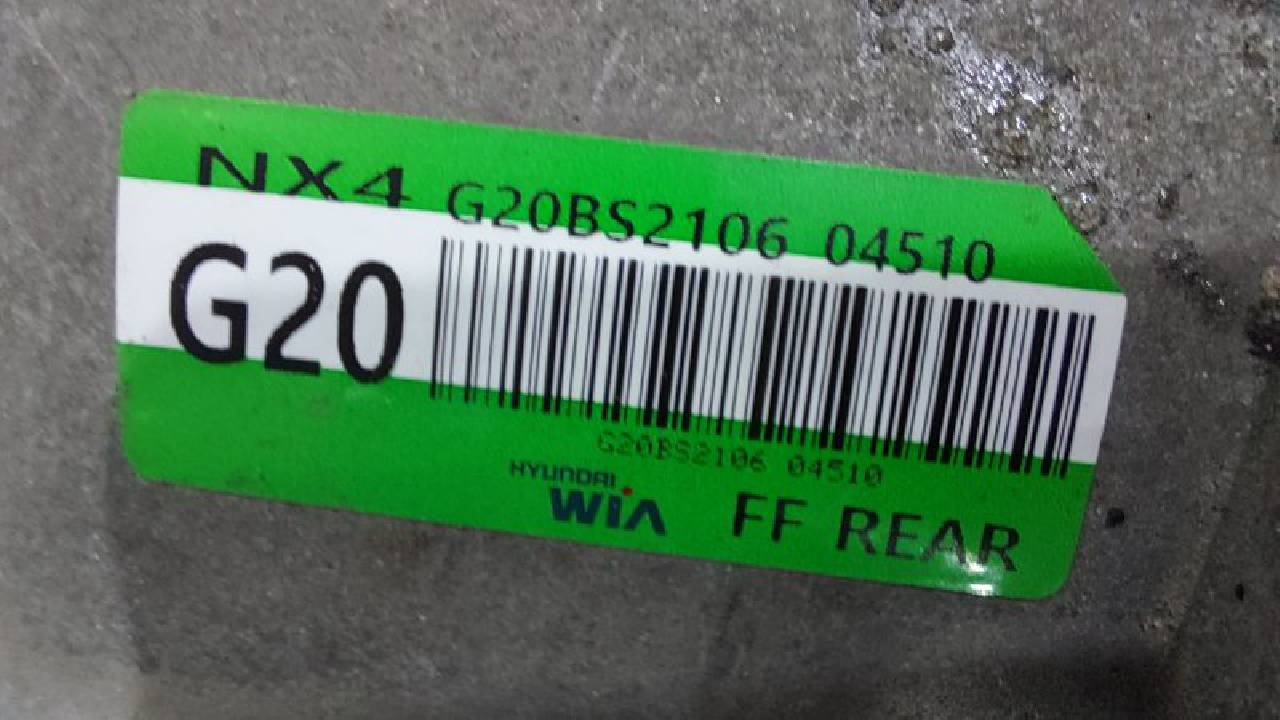 NX4 G20BS2106 04510
G20
G20BS2106 04510
HYUNDAI
WiA FF REAR